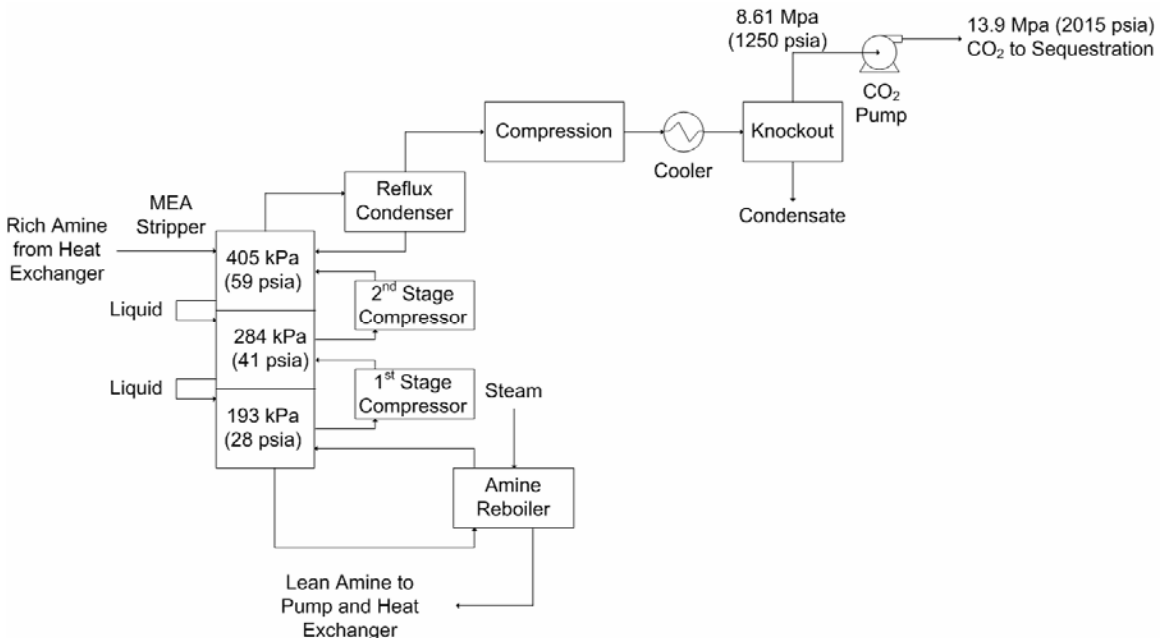 8.61 Mpa
(1250 psia)
13.9 Mpa (2015 psia)
CO₂ to Sequestration
CO₂
Pump
Compression
Cooler
Knockout
Condensate
Reflux
Condenser
MEA
Stripper
Rich Amine
from Heat
Exchanger
405 kPa
(59 psia)
2nd Stage
Compressor
Liquid
284 kPa
(41 psia)
1st Stage
Compressor
Liquid
193 kPa
(28 psia)
Steam
Amine
Reboiler
Lean Amine to
Pump and Heat
Exchanger